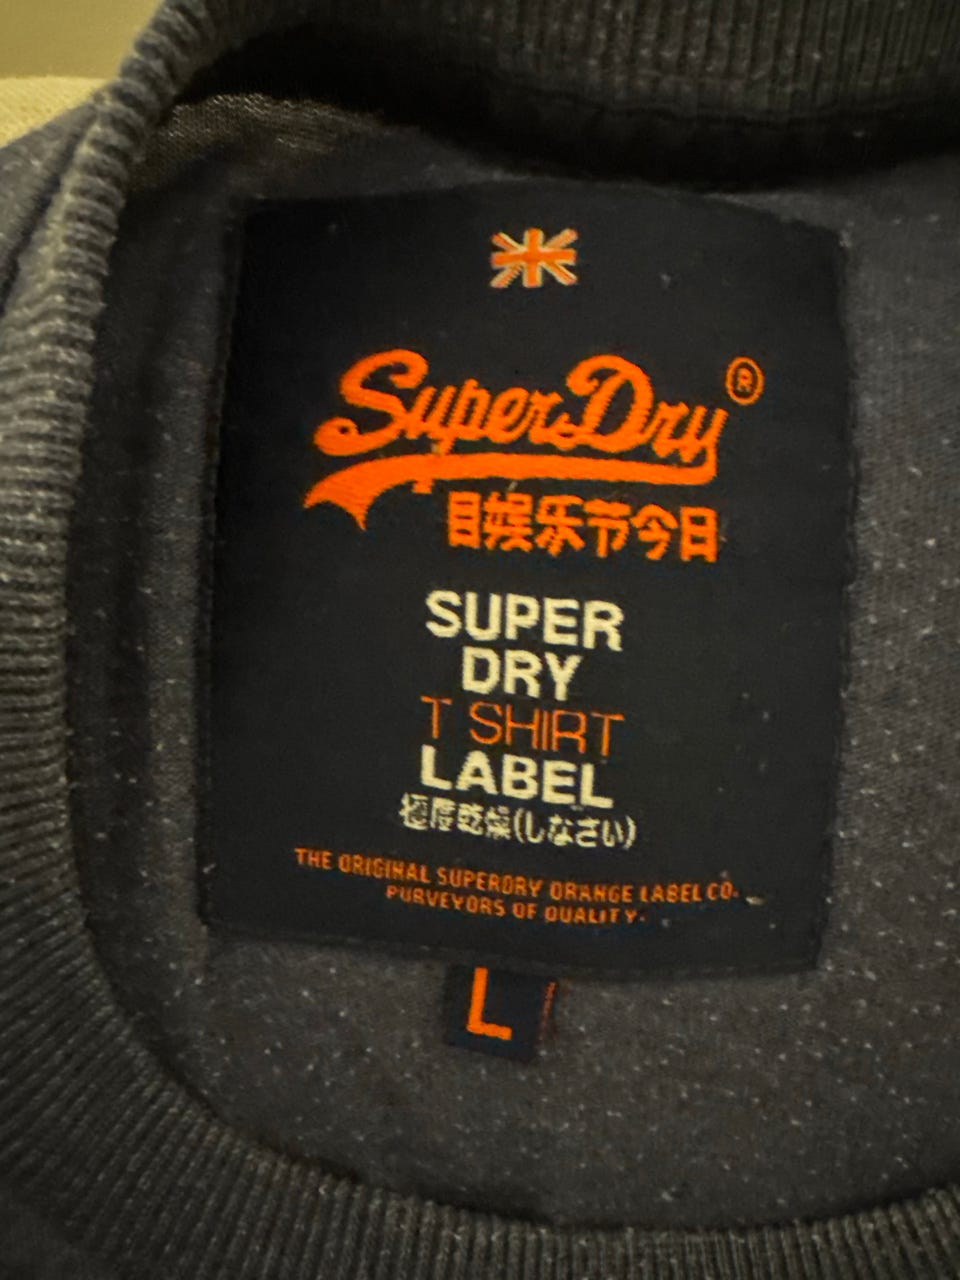 SuperDry®
目娱乐节今日
SUPER
DRY
T SHIRT
LABEL
極度乾燥(しなさい)
THE ORIGINAL SUPERDRY ORANGE LABEL CO.
PURVEYORS OF QUALITY.
L